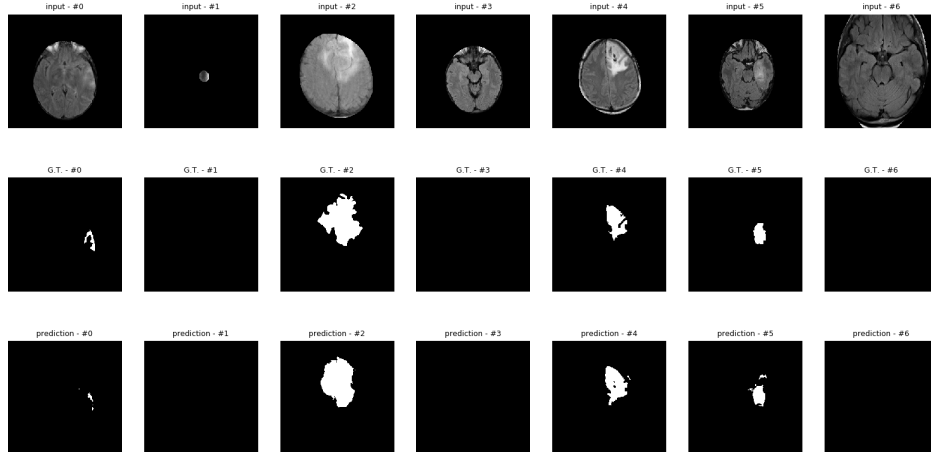 input - #0 input - #1 input - #2 input - #3 input - #4 input - #5 input - #6
G.T. - #0 G.T. - #1 G.T. - #2 G.T. - #3 G.T. - #4 G.T. - #5 G.T. - #6
prediction - #0 prediction - #1 prediction - #2 prediction - #3 prediction - #4 prediction - #5 prediction - #6